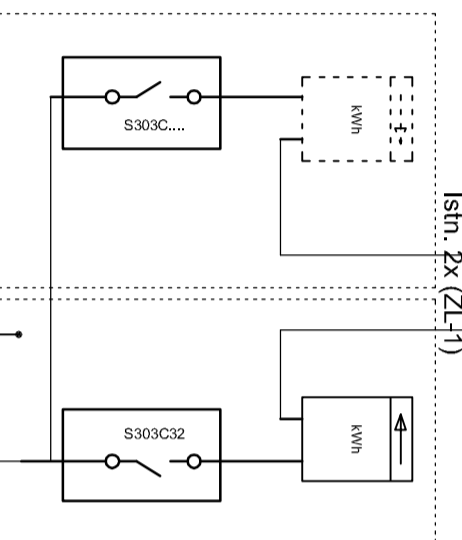 S303C....
kWh
Istn. 2x (ZL-1)
S303C32
kWh